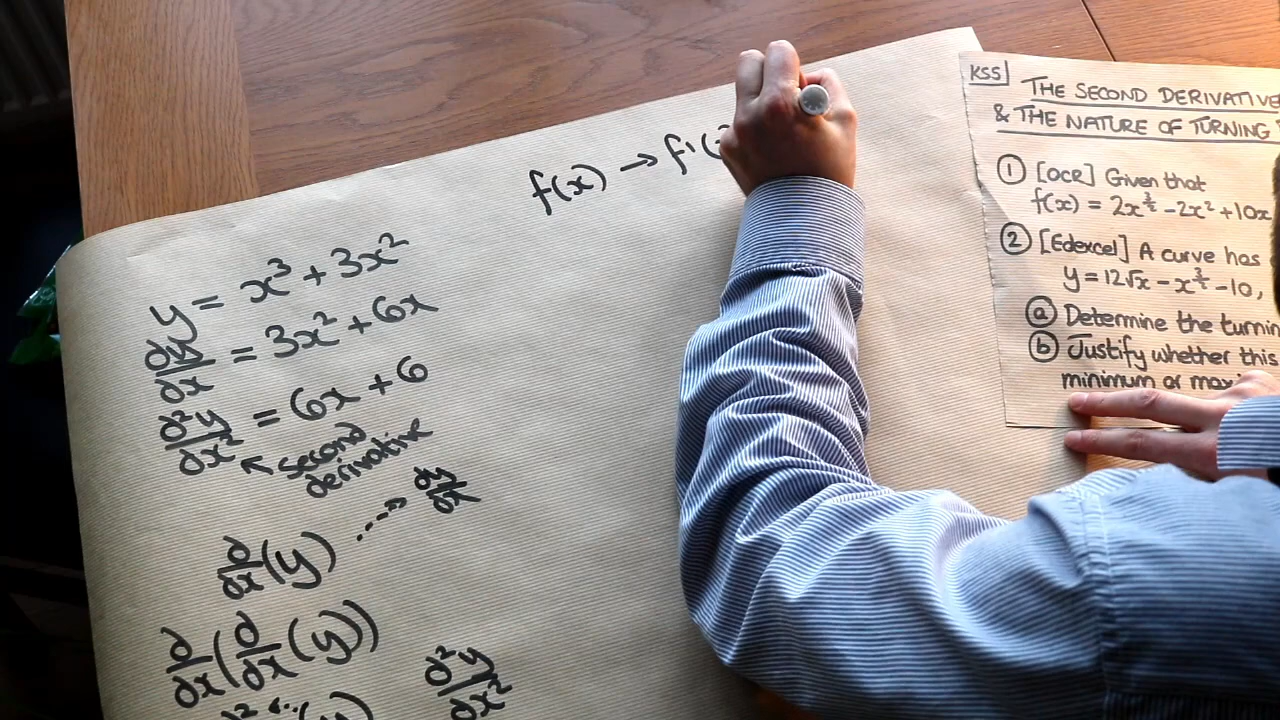 y = x³ + 3x²
dy/dx = 3x² + 6x
d²y/dx² = 6x + 6
second
derivative
d/dx (y) ···> dy/dx
d/dx (d/dx (y))
d²y/dx²
f(x) → f'(
KS5
THE SECOND DERIVATIVE
& THE NATURE OF TURNING
① [OCR] Given that
f(x) = 2x^{3/2} - 2x² + 10x
② [Edexcel] A curve has
y = 12√x - x^{3/2} - 10,
ⓐ Determine the turnin
ⓑ Justify whether this
minimum or max